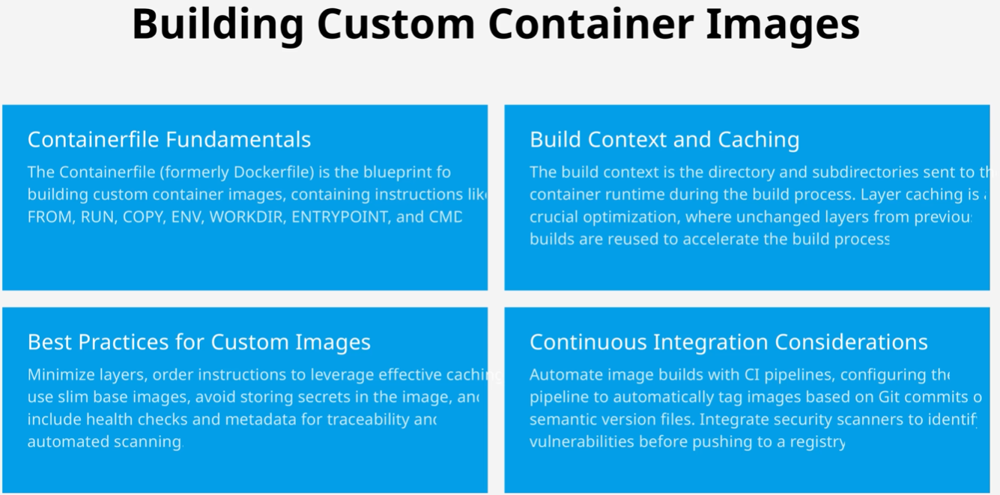 Building Custom Container Images
Containerfile Fundamentals
The Containerfile (formerly Dockerfile) is the blueprint fo
building custom container images, containing instructions like
FROM, RUN, COPY, ENV, WORKDIR, ENTRYPOINT, and CMD
Build Context and Caching
The build context is the directory and subdirectories sent to th
container runtime during the build process. Layer caching is a
crucial optimization, where unchanged layers from previous
builds are reused to accelerate the build process
Best Practices for Custom Images
Minimize layers, order instructions to leverage effective caching
use slim base images, avoid storing secrets in the image, and
include health checks and metadata for traceability and
automated scanning.
Continuous Integration Considerations
Automate image builds with CI pipelines, configuring the
pipeline to automatically tag images based on Git commits o
semantic version files. Integrate security scanners to identify
vulnerabilities before pushing to a registry